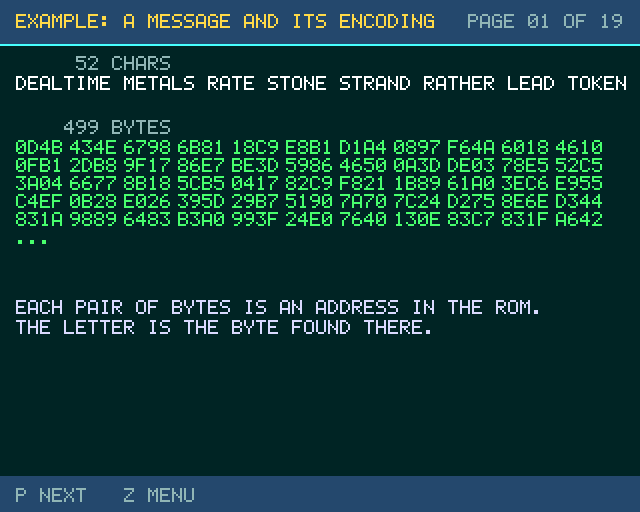 EXAMPLE: A MESSAGE AND ITS ENCODING PAGE 01 OF 19
52 CHARS
DEALTIME METALS RATE STONE STRAND RATHER LEAD TOKEN
499 BYTES
0D4B 434E 6798 6B81 18C9 E8B1 D1A4 0897 F64A 6018 4610
0FB1 2DB8 9F17 86E7 BE3D 5986 4650 0A3D DE03 78E5 52C5
3A04 6677 8B18 5CB5 0417 82C9 F821 1B89 61A0 3EC6 E955
C4EF 0B28 E026 395D 29B7 5190 7A70 7C24 D275 8E6E D344
831A 9889 6483 B3A0 993F 24E0 7640 130E 83C7 831F A642
...
EACH PAIR OF BYTES IS AN ADDRESS IN THE ROM.
THE LETTER IS THE BYTE FOUND THERE.
P NEXT Z MENU